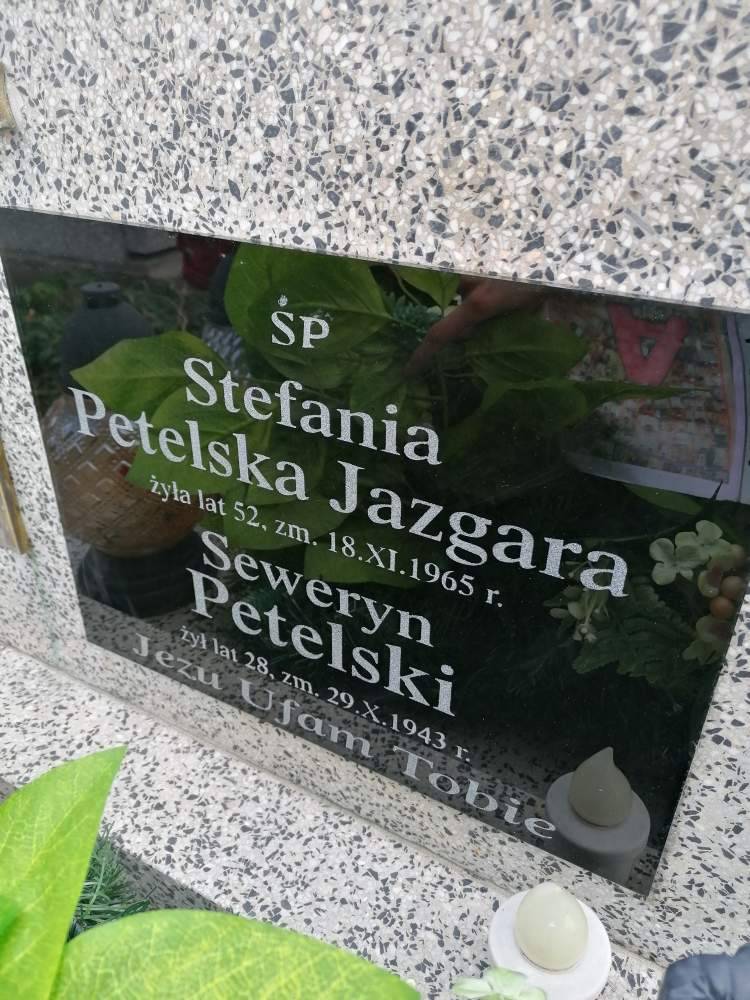 ŚP
Stefania
Petelska Jazgara
żyła lat 52, zm. 18.XI.1965 r.
Seweryn
Petelski
żył lat 28, zm. 29.X.1943 r.
Jezu Ufam Tobie